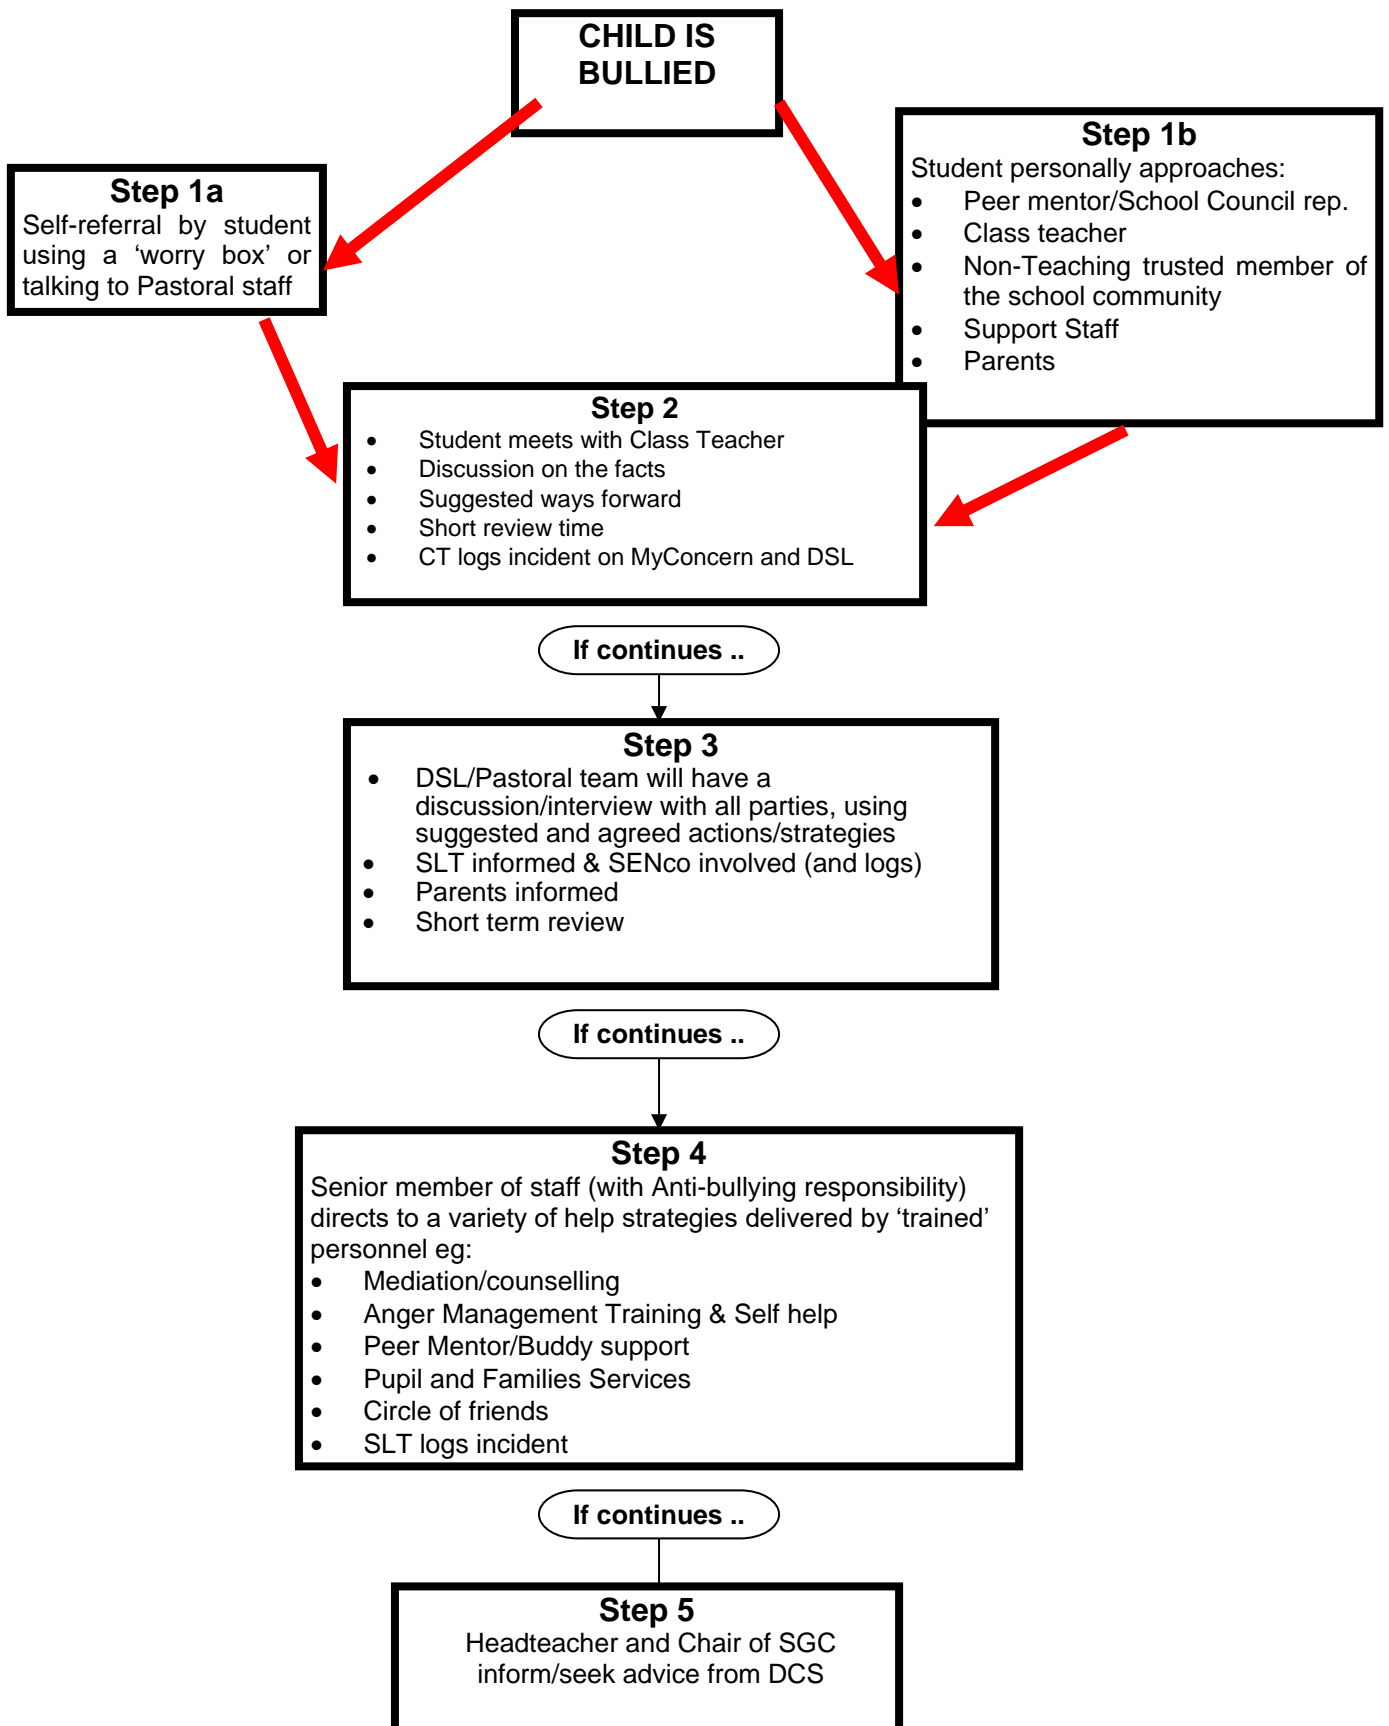 CHILD IS
BULLIED
Step 1a
Self-referral by student
using a ‘worry box’ or
talking to Pastoral staff
Step 1b
Student personally approaches:
• Peer mentor/School Council rep.
• Class teacher
• Non-Teaching trusted member of
the school community
• Support Staff
• Parents
Step 2
• Student meets with Class Teacher
• Discussion on the facts
• Suggested ways forward
• Short review time
• CT logs incident on MyConcern and DSL
If continues ..
Step 3
• DSL/Pastoral team will have a
discussion/interview with all parties, using
suggested and agreed actions/strategies
• SLT informed & SENco involved (and logs)
• Parents informed
• Short term review
If continues ..
Step 4
Senior member of staff (with Anti-bullying responsibility)
directs to a variety of help strategies delivered by ‘trained’
personnel eg:
• Mediation/counselling
• Anger Management Training & Self help
• Peer Mentor/Buddy support
• Pupil and Families Services
• Circle of friends
• SLT logs incident
If continues ..
Step 5
Headteacher and Chair of SGC
inform/seek advice from DCS